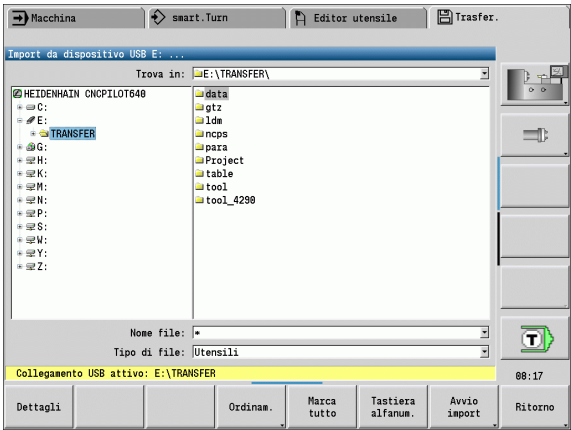 Macchina
smart.Turn
Editor utensile
Trasfer.
Import da dispositivo USB E: ...
Trova in: E:\TRANSFER\
HEIDENHAIN CNCPILOT640
C:
E:
TRANSFER
G:
H:
K:
M:
N:
P:
S:
W:
Y:
Z:
data
gtz
ldm
ncps
para
Project
table
tool
tool_4290
Nome file: *
Tipo di file: Utensili
T
Collegamento USB attivo: E:\TRANSFER
08:17
Dettagli
Ordinam.
Marca tutto
Tastiera alfanum.
Avvio import
Ritorno